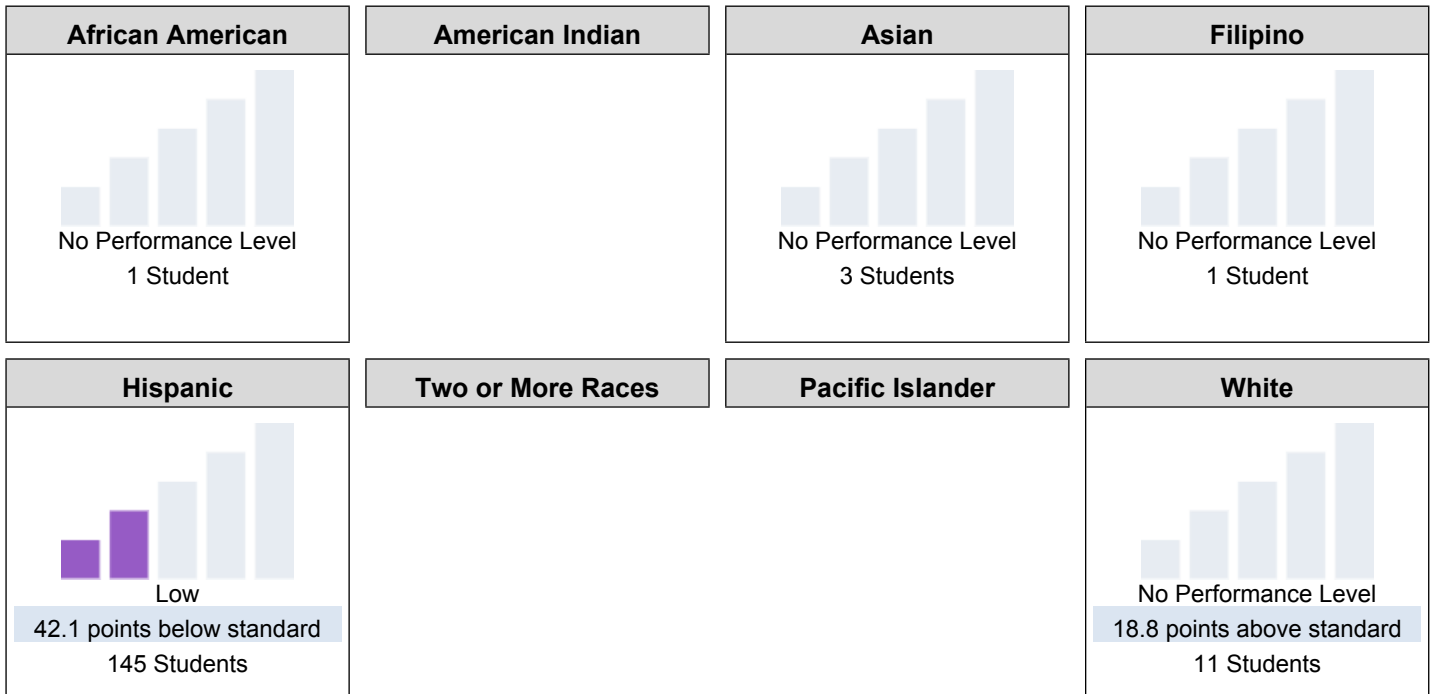 African American
American Indian
Asian
Filipino
No Performance Level
1 Student
No Performance Level
3 Students
No Performance Level
1 Student
Hispanic
Two or More Races
Pacific Islander
White
Low
42.1 points below standard
145 Students
No Performance Level
18.8 points above standard
11 Students